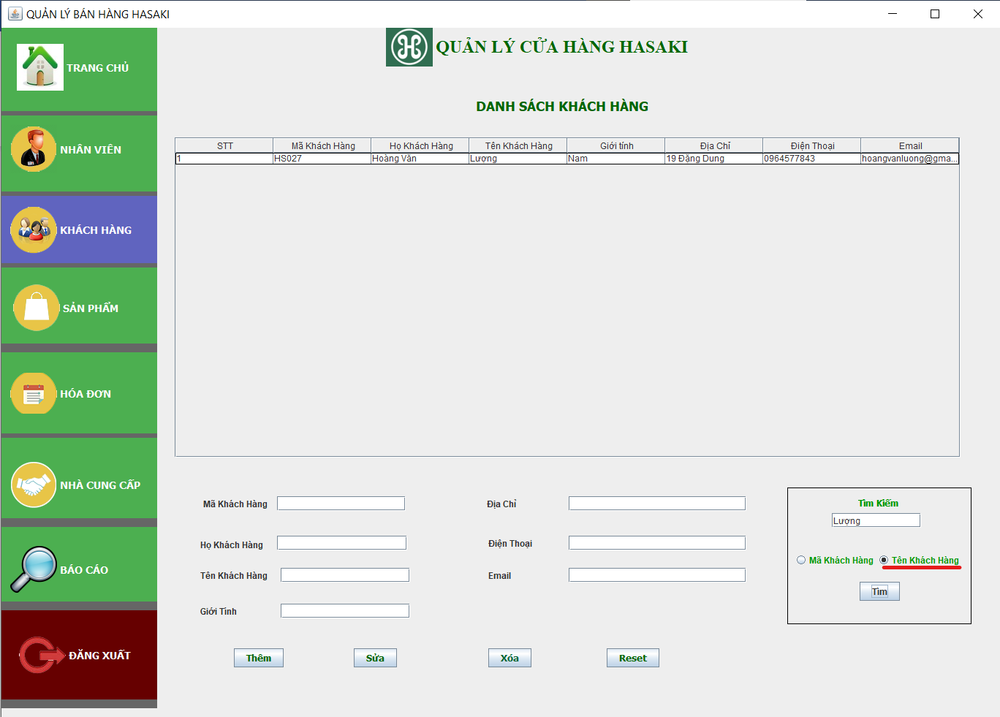 QUẢN LÝ BÁN HÀNG HASAKI
TRANG CHỦ
NHÂN VIÊN
KHÁCH HÀNG
SẢN PHẨM
HÓA ĐƠN
NHÀ CUNG CẤP
BÁO CÁO
ĐĂNG XUẤT
QUẢN LÝ CỬA HÀNG HASAKI
DANH SÁCH KHÁCH HÀNG
STT Mã Khách Hàng Họ Khách Hàng Tên Khách Hàng Giới tính Địa Chỉ Điện Thoại Email
1 HS027 Hoàng Văn Lượng Nam 19 Đặng Dung 0964577843 hoangvanluong@gma...
Mã Khách Hàng
Họ Khách Hàng
Tên Khách Hàng
Giới Tính
Địa Chỉ
Điện Thoại
Email
Tìm Kiếm
Lượng
Mã Khách Hàng Tên Khách Hàng
Tìm
Thêm Sửa Xóa Reset